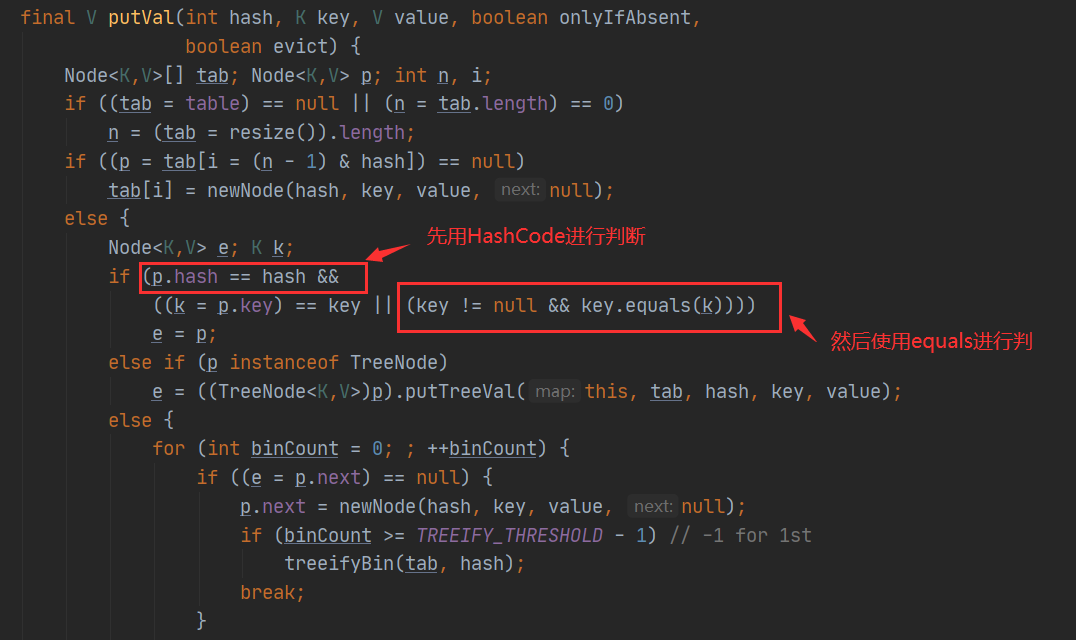 final V putVal(int hash, K key, V value, boolean onlyIfAbsent,
boolean evict) {
Node<K,V>[] tab; Node<K,V> p; int n, i;
if ((tab = table) == null || (n = tab.length) == 0)
n = (tab = resize()).length;
if ((p = tab[i = (n - 1) & hash]) == null)
tab[i] = newNode(hash, key, value, next: null);
else {
先用HashCode进行判断
Node<K,V> e; K k;
if (p.hash == hash &&
((k = p.key) == key || (key != null && key.equals(k))))
e = p;
然后使用equals进行判
else if (p instanceof TreeNode)
e = ((TreeNode<K,V>)p).putTreeVal( map: this, tab, hash, key, value);
else {
for (int binCount = 0; ; ++binCount) {
if ((e = p.next) == null) {
p.next = newNode(hash, key, value, next: null);
if (binCount >= TREEIFY_THRESHOLD - 1) // -1 for 1st
treeifyBin(tab, hash);
break;
}